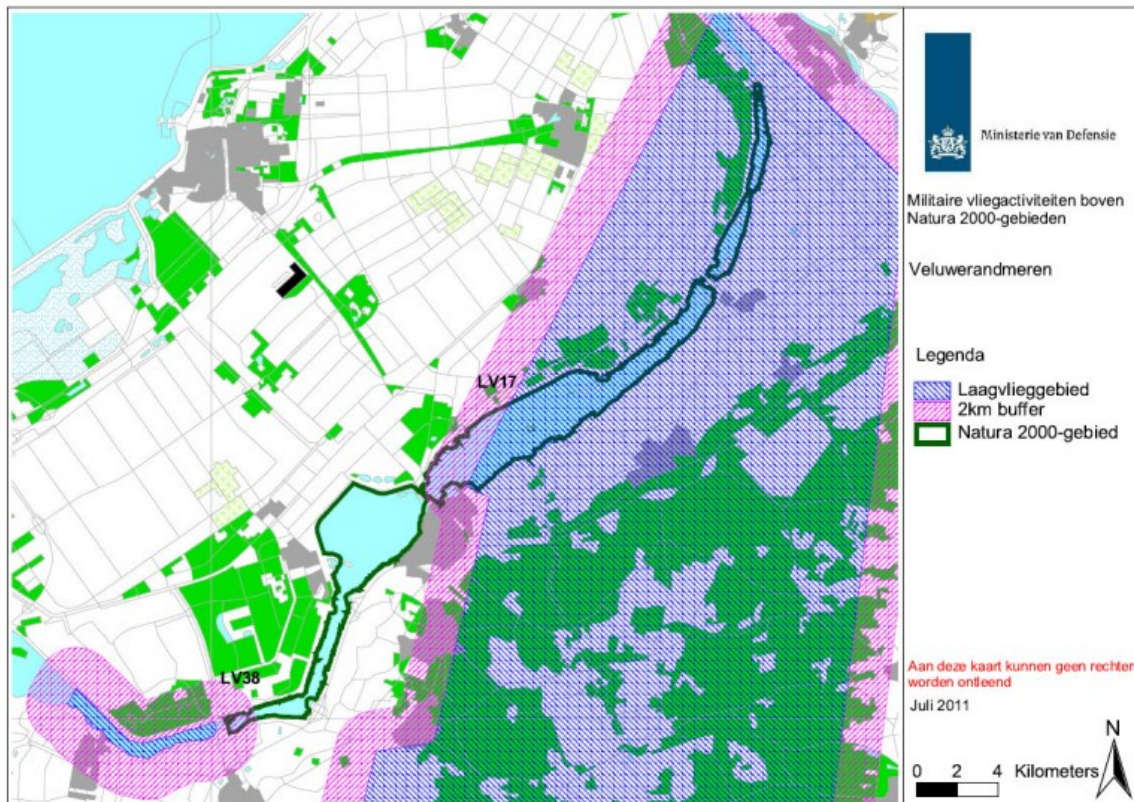 LV17
LV38
Ministerie van Defensie
Militaire vliegactiviteiten boven
Natura 2000-gebieden
Veluwerandmeren
Legenda
Laagvlieggebied
2km buffer
Natura 2000-gebied
Aan deze kaart kunnen geen rechten
worden ontleend
Juli 2011
N
0 2 4 Kilometers